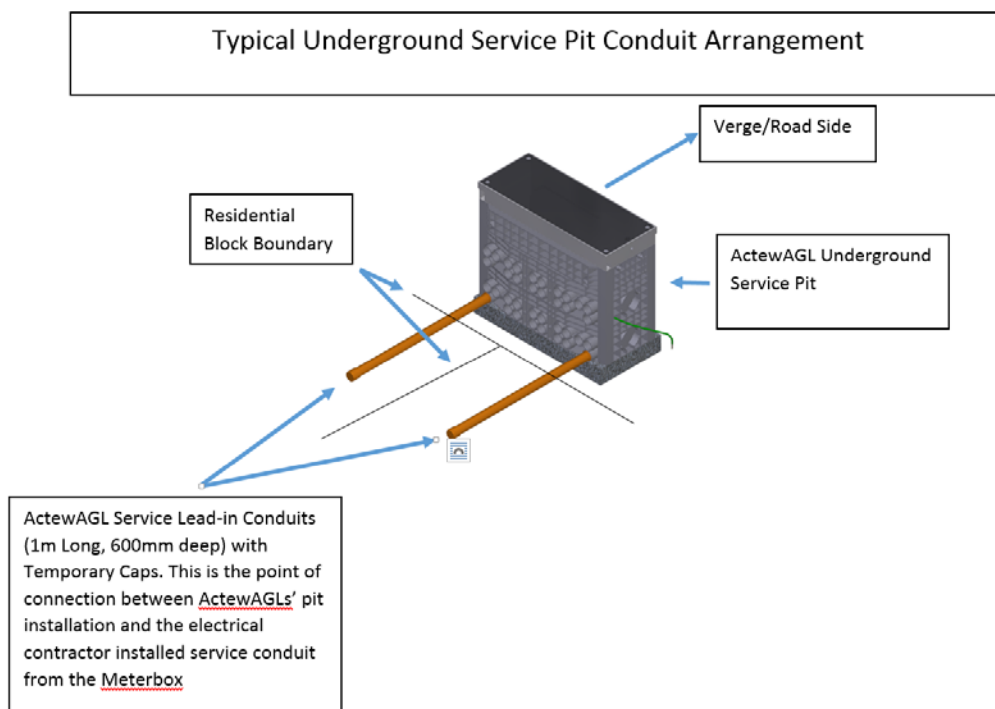 Typical Underground Service Pit Conduit Arrangement
Verge/Road Side
Residential
Block Boundary
ActewAGL Underground
Service Pit
ActewAGL Service Lead-in Conduits
(1m Long, 600mm deep) with
Temporary Caps. This is the point of
connection between ActewAGLs’ pit
installation and the electrical
contractor installed service conduit
from the Meterbox